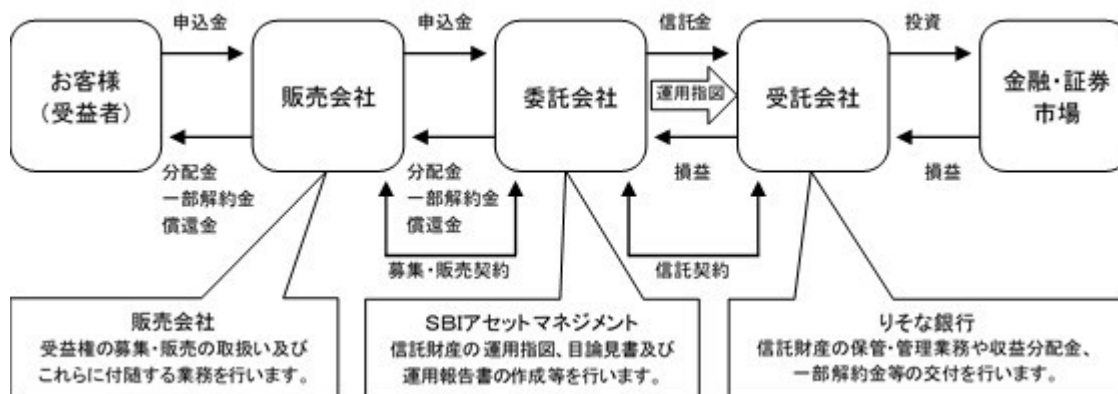 申込金
申込金
信託金
投資
お客様
(受益者)
販売会社
委託会社
運用指図
受託会社
金融・証券
市場
分配金
一部解約金
償還金
分配金
一部解約金
償還金
損益
損益
募集・販売契約
信託契約
販売会社
受益権の募集・販売の取扱い及び
これらに付随する業務を行います。
SBIアセットマネジメント
信託財産の運用指図、目論見書及び
運用報告書の作成等を行います。
りそな銀行
信託財産の保管・管理業務や収益分配金、
一部解約金等の交付を行います。